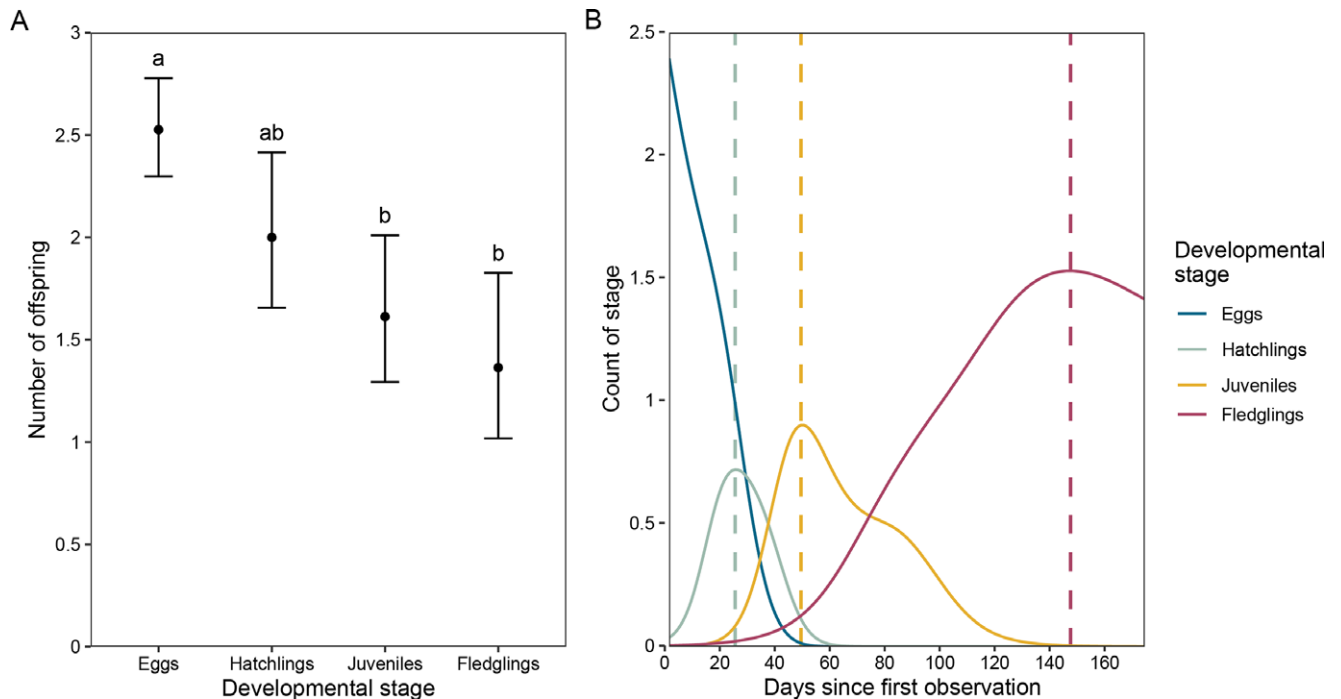 A
3
2.5
2
1.5
1
0.5
0
Number of offspring
a
ab
b
b
Eggs
Hatchlings
Juveniles
Fledglings
Developmental stage
B
2.5
2
1.5
1
0.5
0
Count of stage
0
20
40
60
80
100
120
140
160
Days since first observation
Developmental
stage
Eggs
Hatchlings
Juveniles
Fledglings